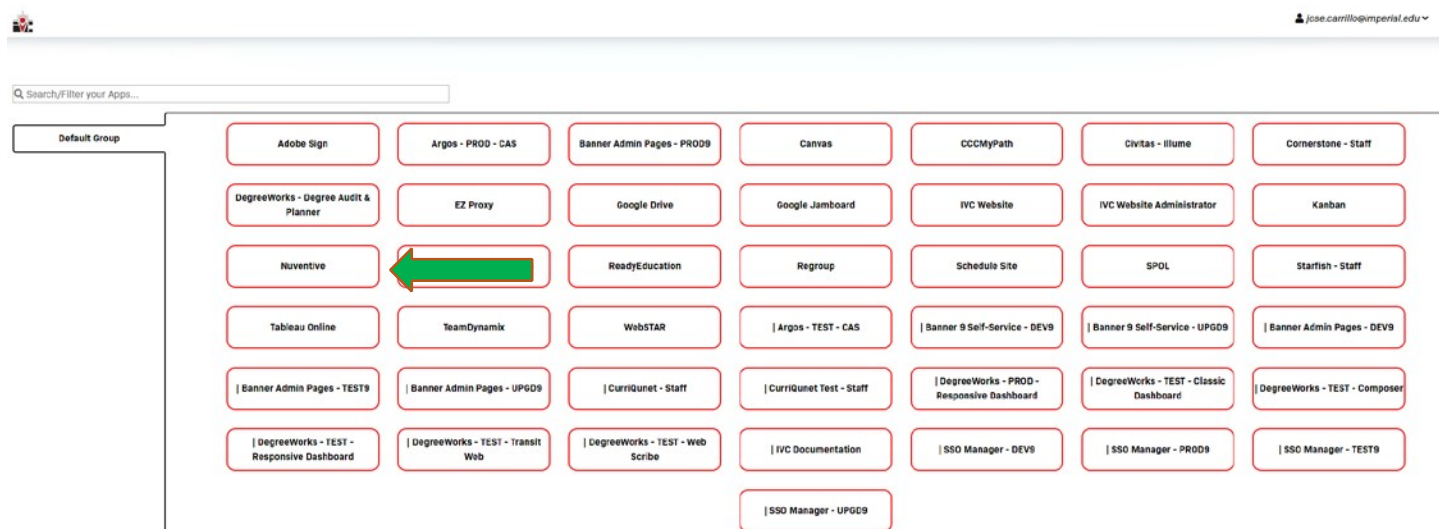 jose.carrillo@imperial.edu
Search/Filter your Apps...
Default Group
Adobe Sign
Argos - PROD - CAS
Banner Admin Pages - PROD9
Canvas
CCCMyPath
Civitas - Illume
Cornerstone - Staff
DegreeWorks - Degree Audit &
Planner
EZ Proxy
Google Drive
Google Jamboard
IVC Website
IVC Website Administrator
Kanban
Nuventive
ReadyEducation
Regroup
Schedule Site
SPOL
Starfish - Staff
Tableau Online
TeamDynamix
WebSTAR
| Argos - TEST - CAS
| Banner 9 Self-Service - DEV9
| Banner 9 Self-Service - UPGD9
| Banner Admin Pages - DEV9
| Banner Admin Pages - TEST9
| Banner Admin Pages - UPGD9
| CurriQunet - Staff
| CurriQunet Test - Staff
| DegreeWorks - PROD -
Responsive Dashboard
| DegreeWorks - TEST - Classic
Dashboard
| DegreeWorks - TEST - Composer
| DegreeWorks - TEST -
Responsive Dashboard
| DegreeWorks - TEST - Transit
Web
| DegreeWorks - TEST - Web
Scribe
| IVC Documentation
| SSO Manager - DEV9
| SSO Manager - PROD9
| SSO Manager - TEST9
| SSO Manager - UPGD9